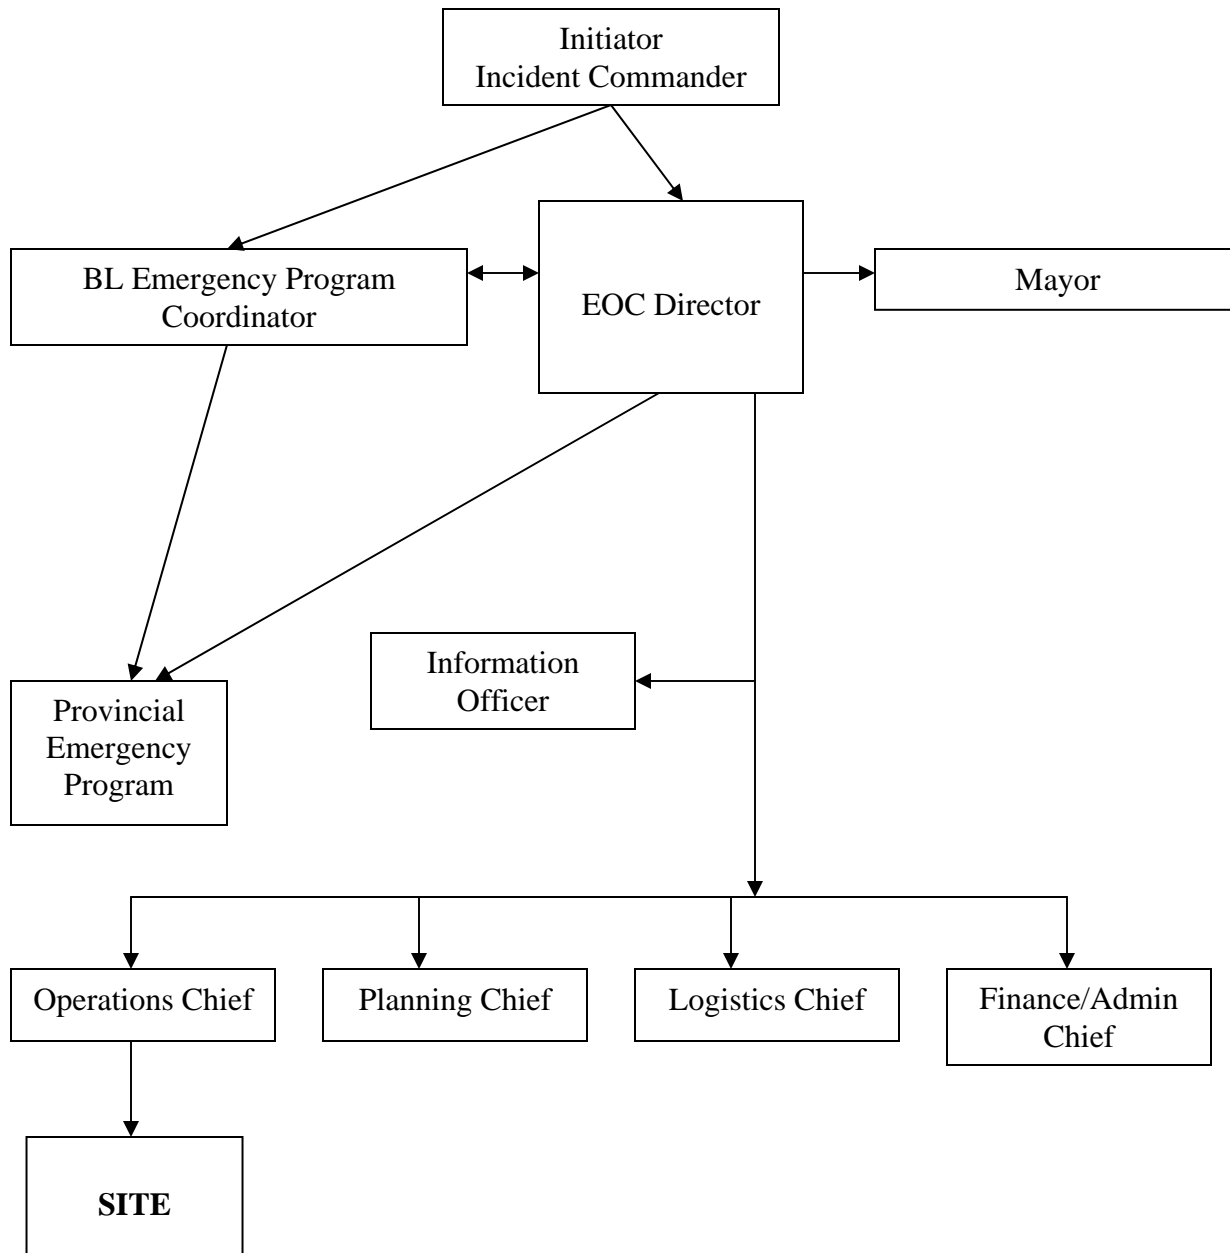 Initiator
Incident Commander
BL Emergency Program
Coordinator
EOC Director
Mayor
Information
Officer
Provincial
Emergency
Program
Operations Chief
Planning Chief
Logistics Chief
Finance/Admin
Chief
SITE